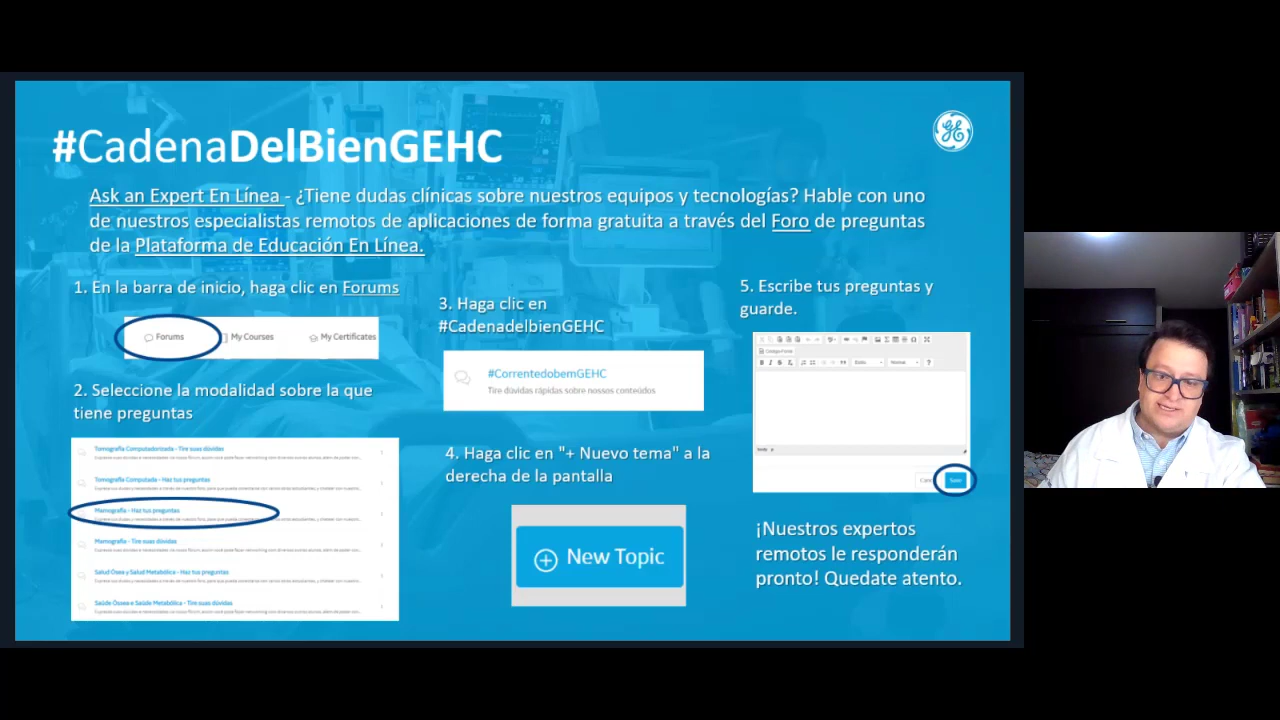 #CadenaDelBienGEHC
Ask an Expert En Línea - ¿Tiene dudas clínicas sobre nuestros equipos y tecnologías? Hable con uno
de nuestros especialistas remotos de aplicaciones de forma gratuita a través del Foro de preguntas
de la Plataforma de Educación En Línea.
1. En la barra de inicio, haga clic en Forums
Forums My Courses My Certificates
2. Seleccione la modalidad sobre la que
tiene preguntas
Tomografia Computadorizada - Tire suas dúvidas
Tomografía Computada - Haz tus preguntas
Mamografía - Haz tus preguntas
Mamografia - Tire suas dúvidas
Salud Ósea y Salud Metabólica - Haz tus preguntas
Saúde Óssea e Saúde Metabólica - Tire suas dúvidas
3. Haga clic en
#CadenadelbienGEHC
#CorrentedobemGEHC
Tire dúvidas rápidas sobre nossos conteúdos
4. Haga clic en "+ Nuevo tema" a la
derecha de la pantalla
New Topic
5. Escribe tus preguntas y
guarde.
Save
¡Nuestros expertos
remotos le responderán
pronto! Quedate atento.